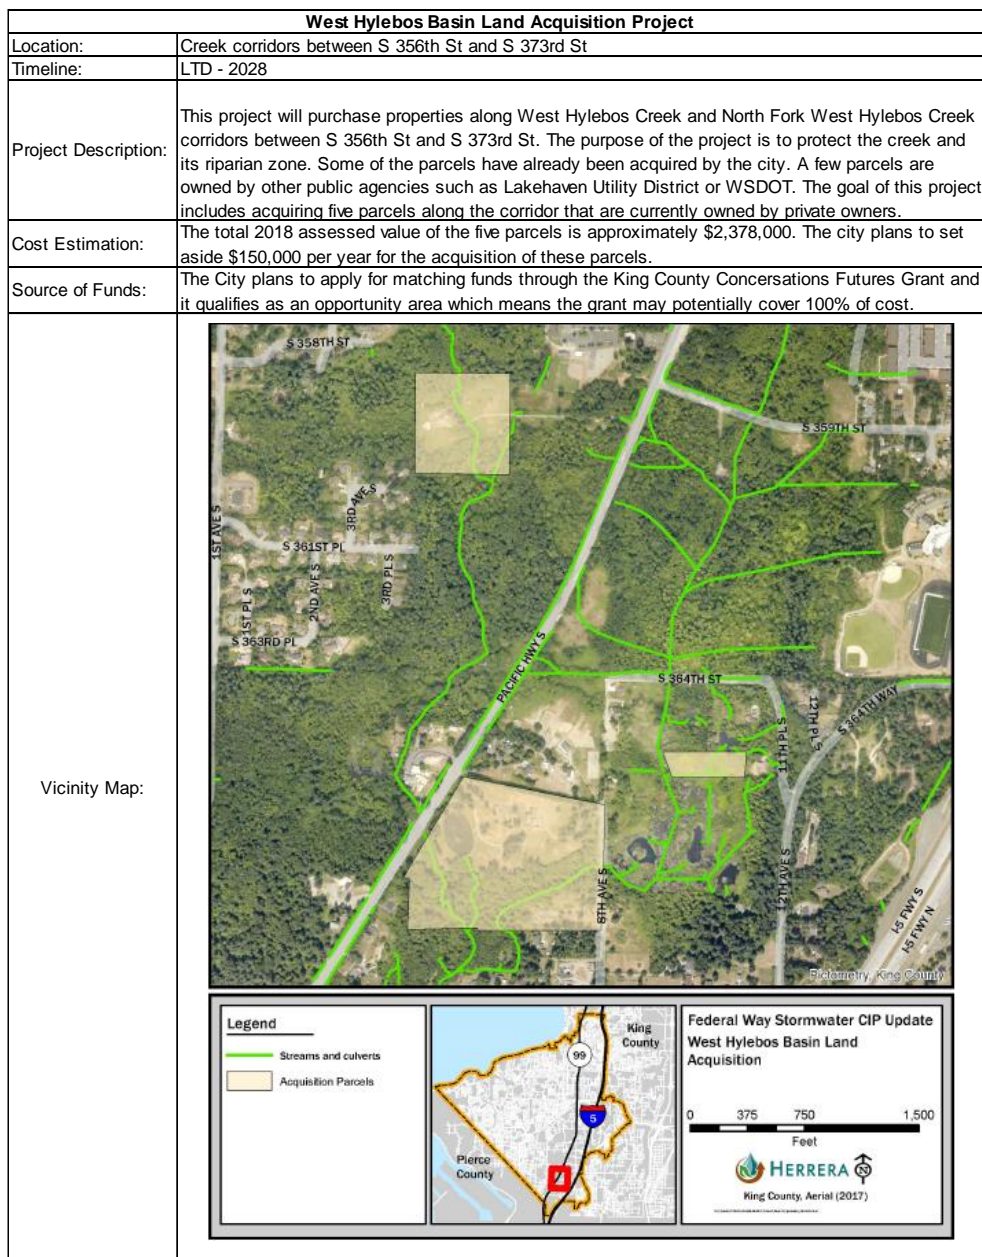 West Hylebos Basin Land Acquisition Project
Location: Creek corridors between S 356th St and S 373rd St
Timeline: LTD - 2028
Project Description:
This project will purchase properties along West Hylebos Creek and North Fork West Hylebos Creek
corridors between S 356th St and S 373rd St. The purpose of the project is to protect the creek and
its riparian zone. Some of the parcels have already been acquired by the city. A few parcels are
owned by other public agencies such as Lakehaven Utility District or WSDOT. The goal of this project
includes acquiring five parcels along the corridor that are currently owned by private owners.
Cost Estimation:
The total 2018 assessed value of the five parcels is approximately $2,378,000. The city plans to set
aside $150,000 per year for the acquisition of these parcels.
Source of Funds:
The City plans to apply for matching funds through the King County Concersations Futures Grant and
it qualifies as an opportunity area which means the grant may potentially cover 100% of cost.
Vicinity Map:
S 358TH ST
S 359TH ST
1ST AVE S
3RD AVE S
S 361ST PL
1ST PL S
2ND AVE S
3RD PL S
S 363RD PL
PACIFIC HWY S
S 364TH ST
11TH PL S
12TH PL S
S 364TH WAY
8TH AVE S
12TH AVE S
I-5 FWY S
I-5 FWY N
Pictometry, King County
Legend
Streams and culverts
Acquisition Parcels
King
County
99
5
Pierce
County
Federal Way Stormwater CIP Update
West Hylebos Basin Land
Acquisition
0 375 750 1,500
Feet
HERRERA N
King County, Aerial (2017)